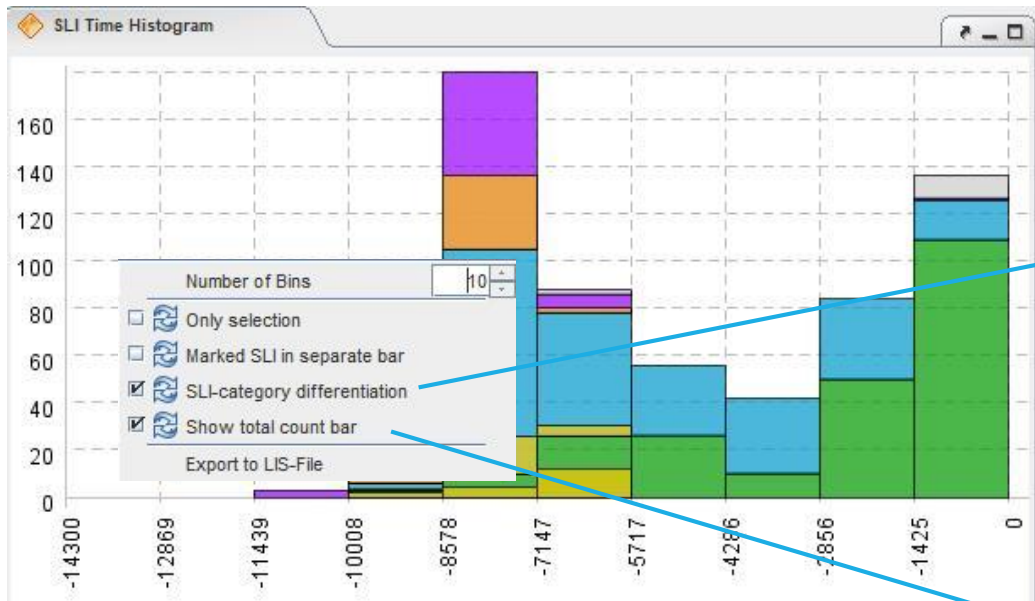 SLI Time Histogram
160
140
120
100
80
60
40
20
0
Number of Bins 10
Only selection
Marked SLI in separate bar
SLI-category differentiation
Show total count bar
Export to LIS-File
-14300
-12869
-11439
-10008
-8578
-7147
-5717
-4286
-2856
-1425
0